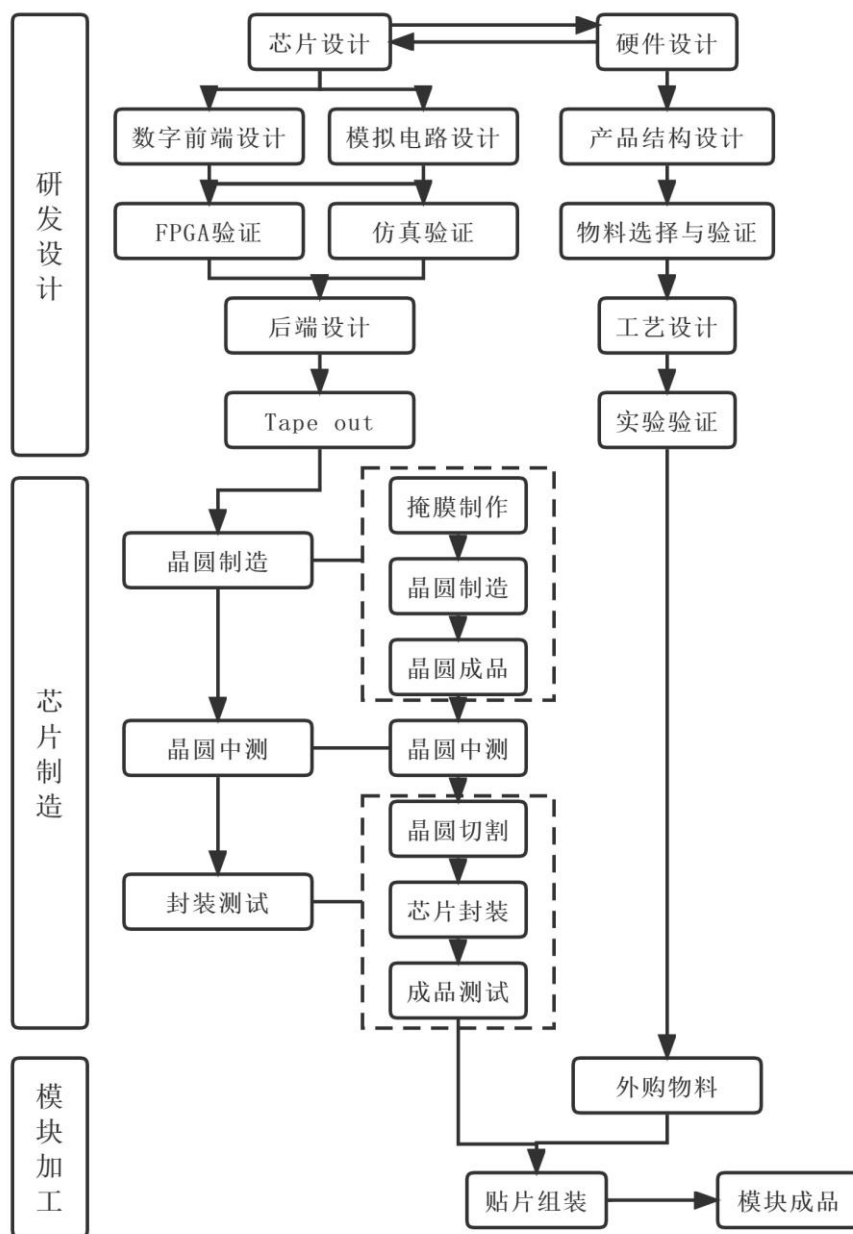 研发设计
芯片设计
硬件设计
数字前端设计
模拟电路设计
产品结构设计
FPGA验证
仿真验证
物料选择与验证
后端设计
工艺设计
Tape out
实验验证
芯片制造
掩膜制作
晶圆制造
晶圆制造
晶圆成品
晶圆中测
晶圆中测
晶圆切割
封装测试
芯片封装
成品测试
模块加工
外购物料
贴片组装
模块成品